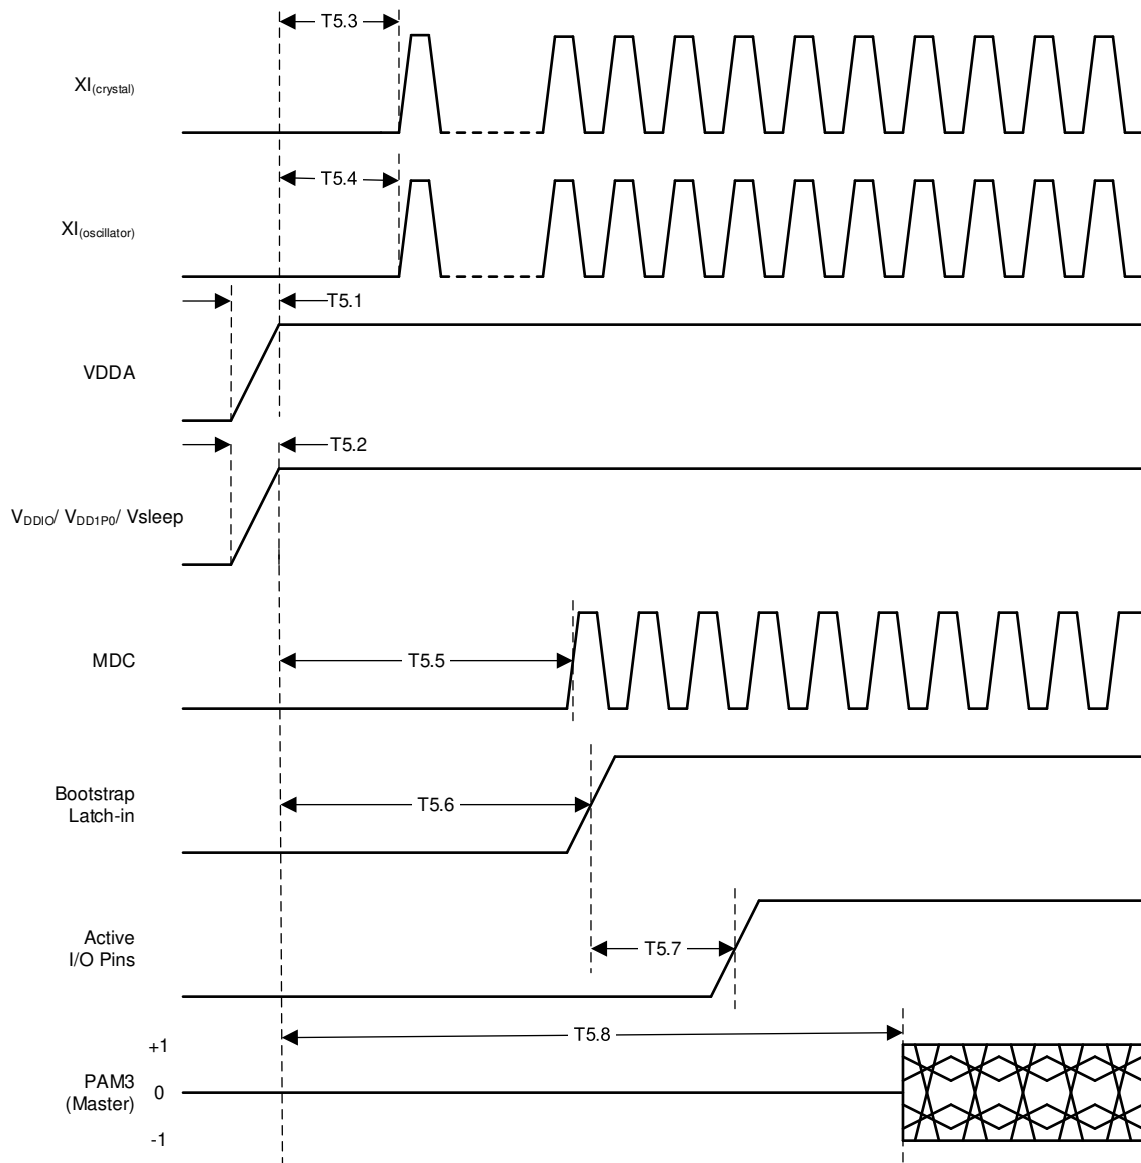 T5.3
XI(crystal)
T5.4
XI(oscillator)
T5.1
VDDA
T5.2
VDDIO/ VDD1P0/ Vsleep
MDC
T5.5
Bootstrap
Latch-in
T5.6
Active
I/O Pins
T5.7
T5.8
+1
PAM3
(Master)
0
-1